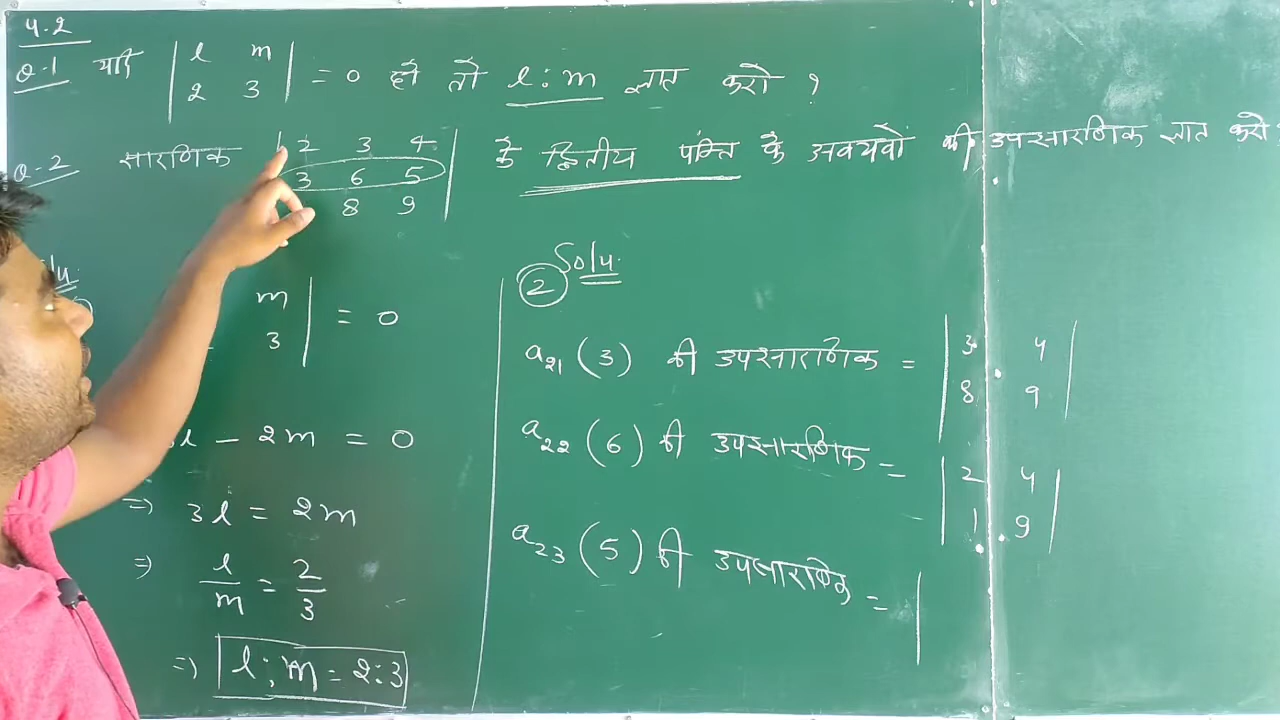 4.2
Q.1 यदि | l m | = 0 हो तो l : m ज्ञात करो ?
| 2 3 |
Q.2 सारणिक | 2 3 4 | के द्वितीय पंक्ति के अवयवों की उपसारणिक ज्ञात करो
3 6 5
8 9
m | = 0
3
l - 2m = 0
=> 3l = 2m
=> l/m = 2/3
=> l : m = 2:3
② Solu.
a21 (3) की उपसारणिक = | 3 4 |
| 8 9 |
a22 (6) की उपसारणिक = | 2 4 |
| 1 9 |
a23 (5) की उपसारणिक = |